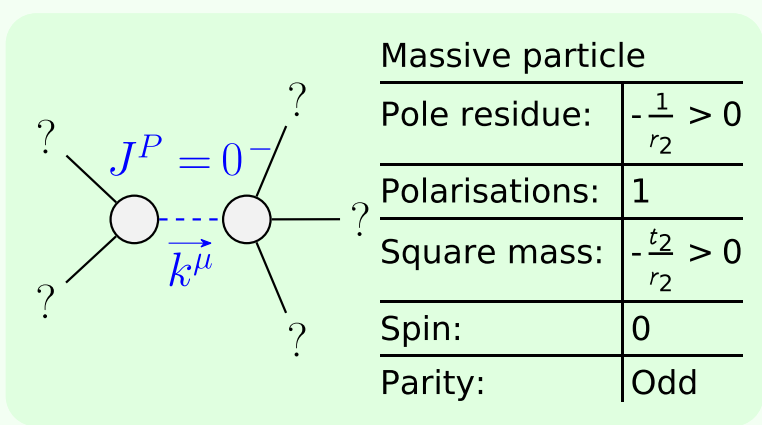 ?
?
J^P = 0^-
k^μ
?
?
?
Massive particle
Pole residue: -1/r₂ > 0
Polarisations: 1
Square mass: -t₂/r₂ > 0
Spin: 0
Parity: Odd